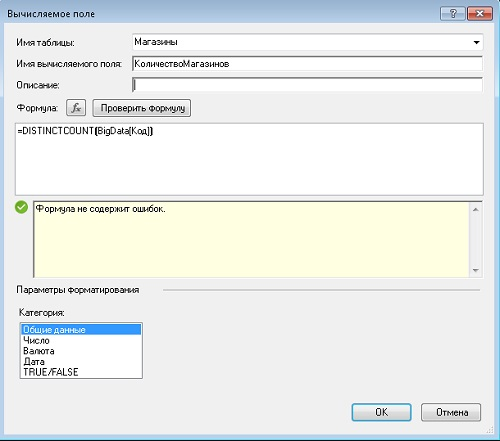 Вычисляемое поле
Имя таблицы: Магазины
Имя вычисляемого поля: КоличествоМагазинов
Описание:
Формула: fx Проверить формулу
=DISTINCTCOUNT(BigData[Код])
Формула не содержит ошибок.
Параметры форматирования
Категория:
Общие данные
Число
Валюта
Дата
TRUE/FALSE
OK Отмена